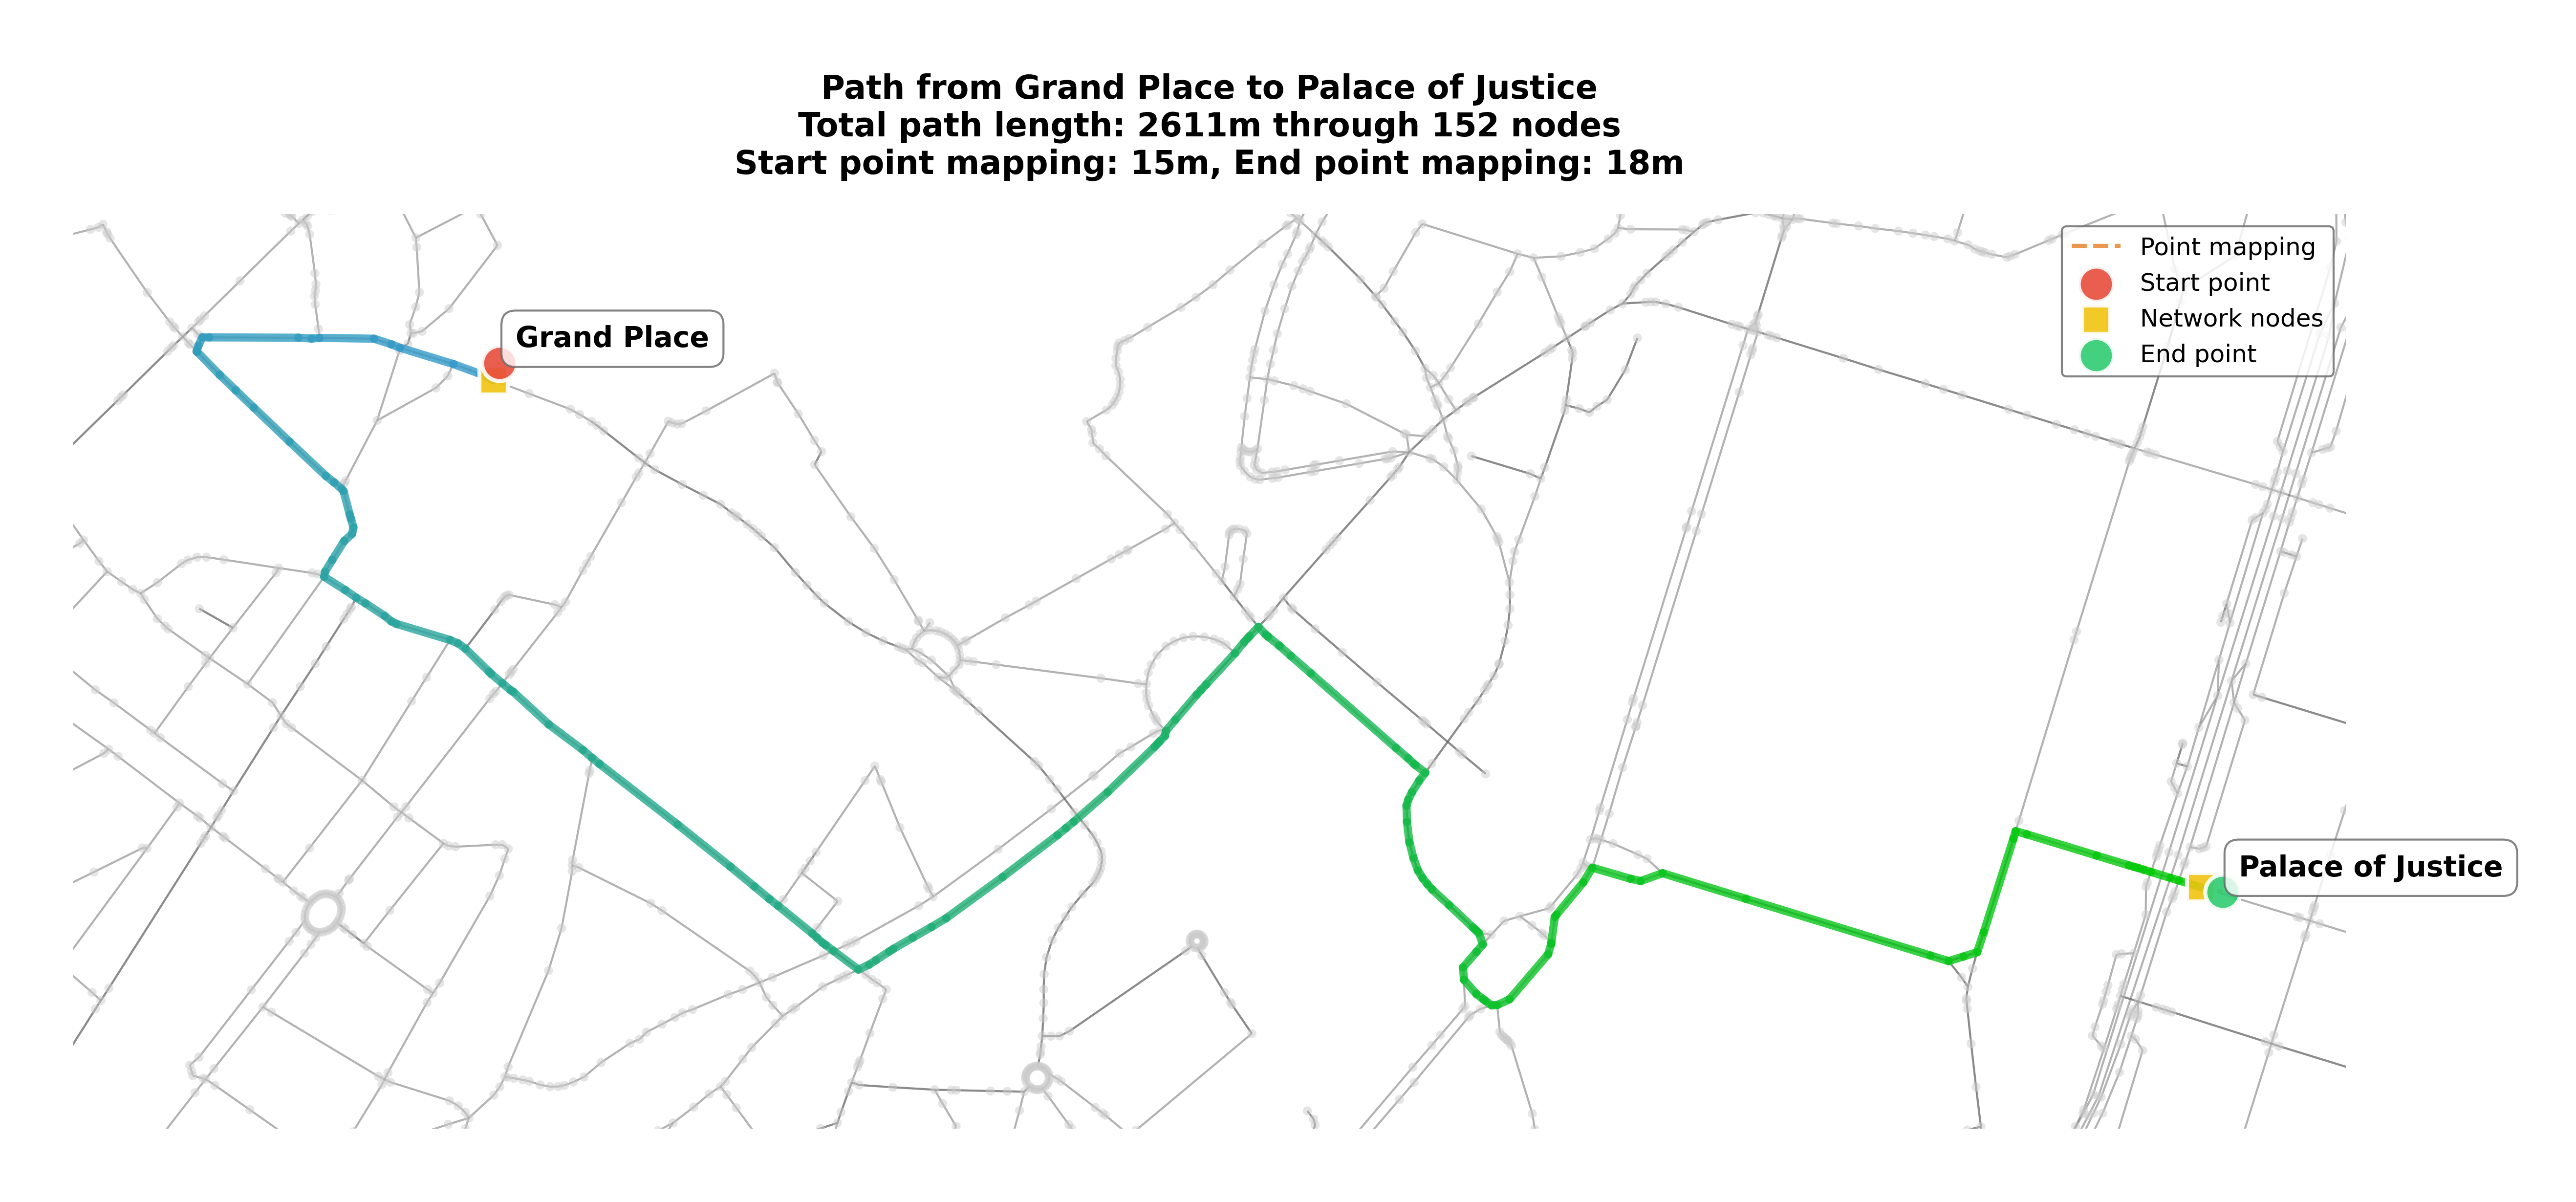 Path from Grand Place to Palace of Justice
Total path length: 2611m through 152 nodes
Start point mapping: 15m, End point mapping: 18m
Point mapping
Start point
Network nodes
End point
Grand Place
Palace of Justice